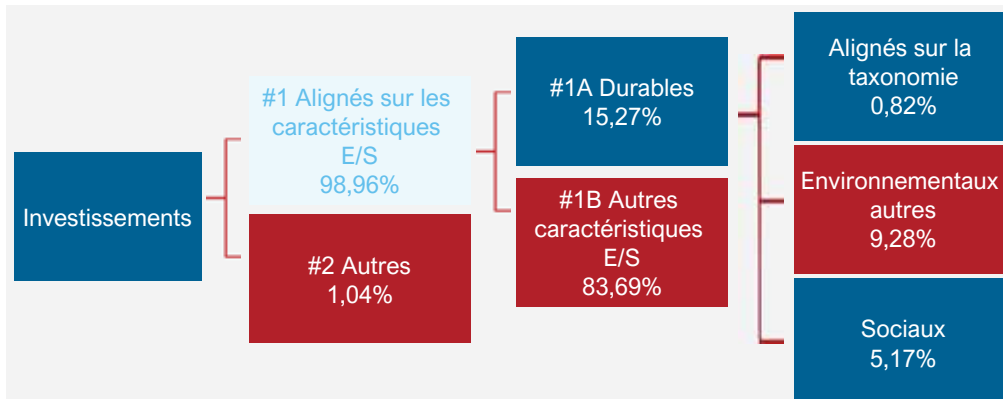 Investissements
#1 Alignés sur les
caractéristiques
E/S
98,96%
#2 Autres
1,04%
#1A Durables
15,27%
#1B Autres
caractéristiques
E/S
83,69%
Alignés sur la
taxonomie
0,82%
Environnementaux
autres
9,28%
Sociaux
5,17%